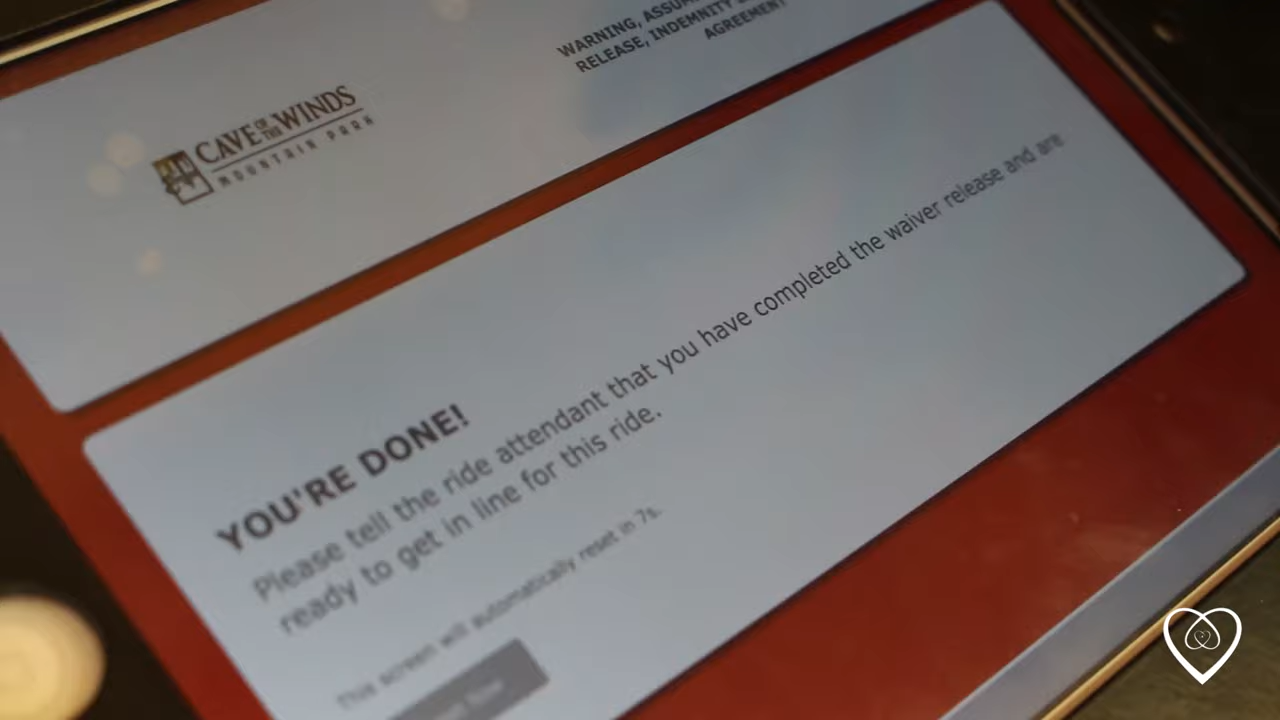 WARNING,
RELEASE, INDEMNITY
AGREEMENT
CAVE OF THE WINDS
MOUNTAIN PARK
YOU'RE DONE!
Please tell the ride attendant that you have completed the waiver release and are
ready to get in line for this ride.
This screen will automatically reset in 7s.